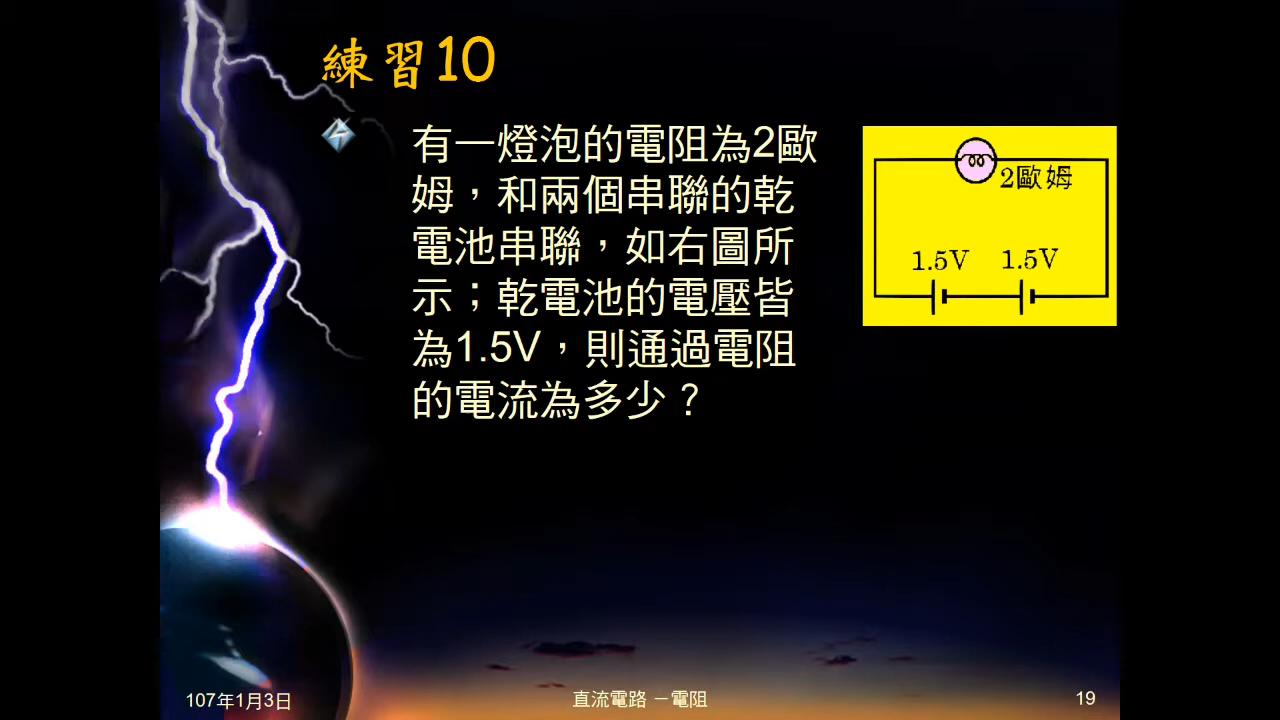 練習10
有一燈泡的電阻為2歐
姆，和兩個串聯的乾
電池串聯，如右圖所
示；乾電池的電壓皆
為1.5V，則通過電阻
的電流為多少？
2歐姆
1.5V 1.5V
107年1月3日
直流電路 －電阻
19